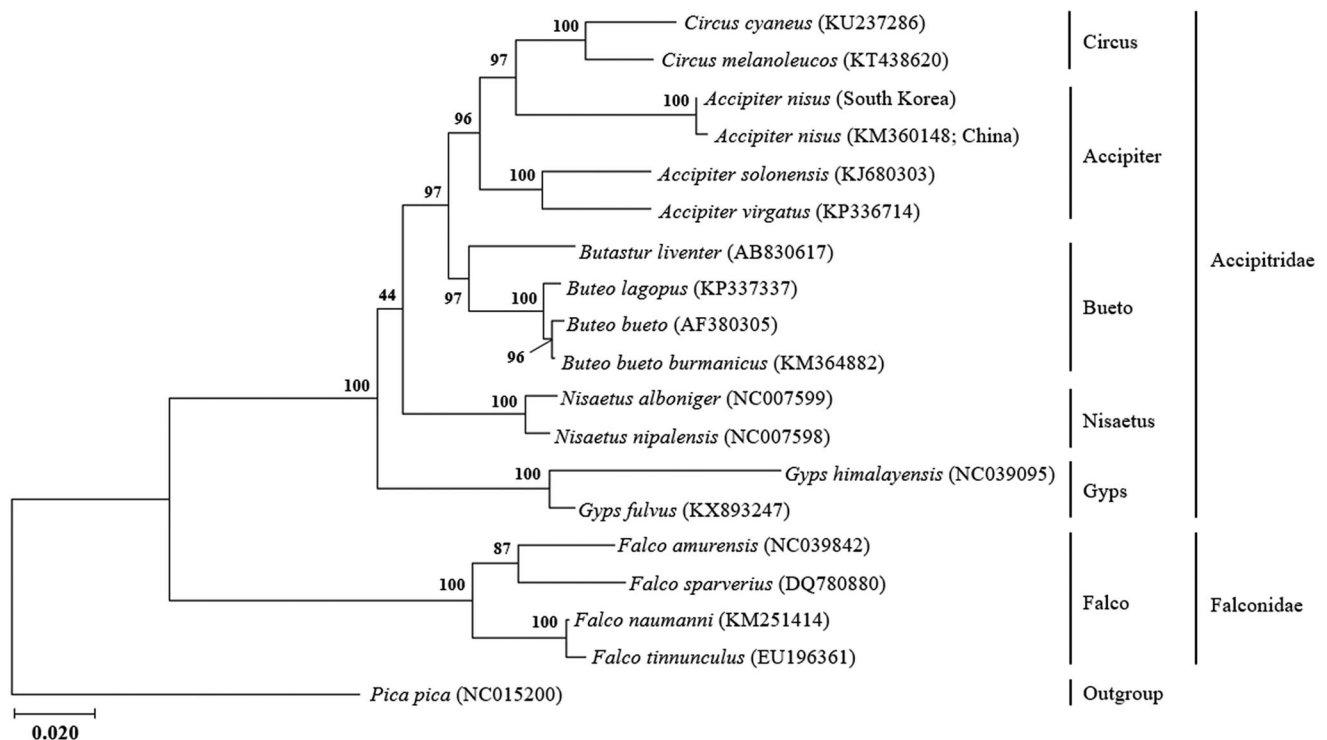 Circus cyaneus (KU237286)
Circus melanoleucos (KT438620)
Accipiter nisus (South Korea)
Accipiter nisus (KM360148; China)
Accipiter solonensis (KJ680303)
Accipiter virgatus (KP336714)
Butastur liventer (AB830617)
Buteo lagopus (KP337337)
Buteo bueto (AF380305)
Buteo bueto burmanicus (KM364882)
Nisaetus alboniger (NC007599)
Nisaetus nipalensis (NC007598)
Gyps himalayensis (NC039095)
Gyps fulvus (KX893247)
Falco amurensis (NC039842)
Falco sparverius (DQ780880)
Falco naumanni (KM251414)
Falco tinnunculus (EU196361)
Pica pica (NC015200)
100
97
100
96
100
97
97
100
96
44
100
100
100
87
100
100
0.020
Circus
Accipiter
Bueto
Nisaetus
Gyps
Falco
Outgroup
Accipitridae
Falconidae